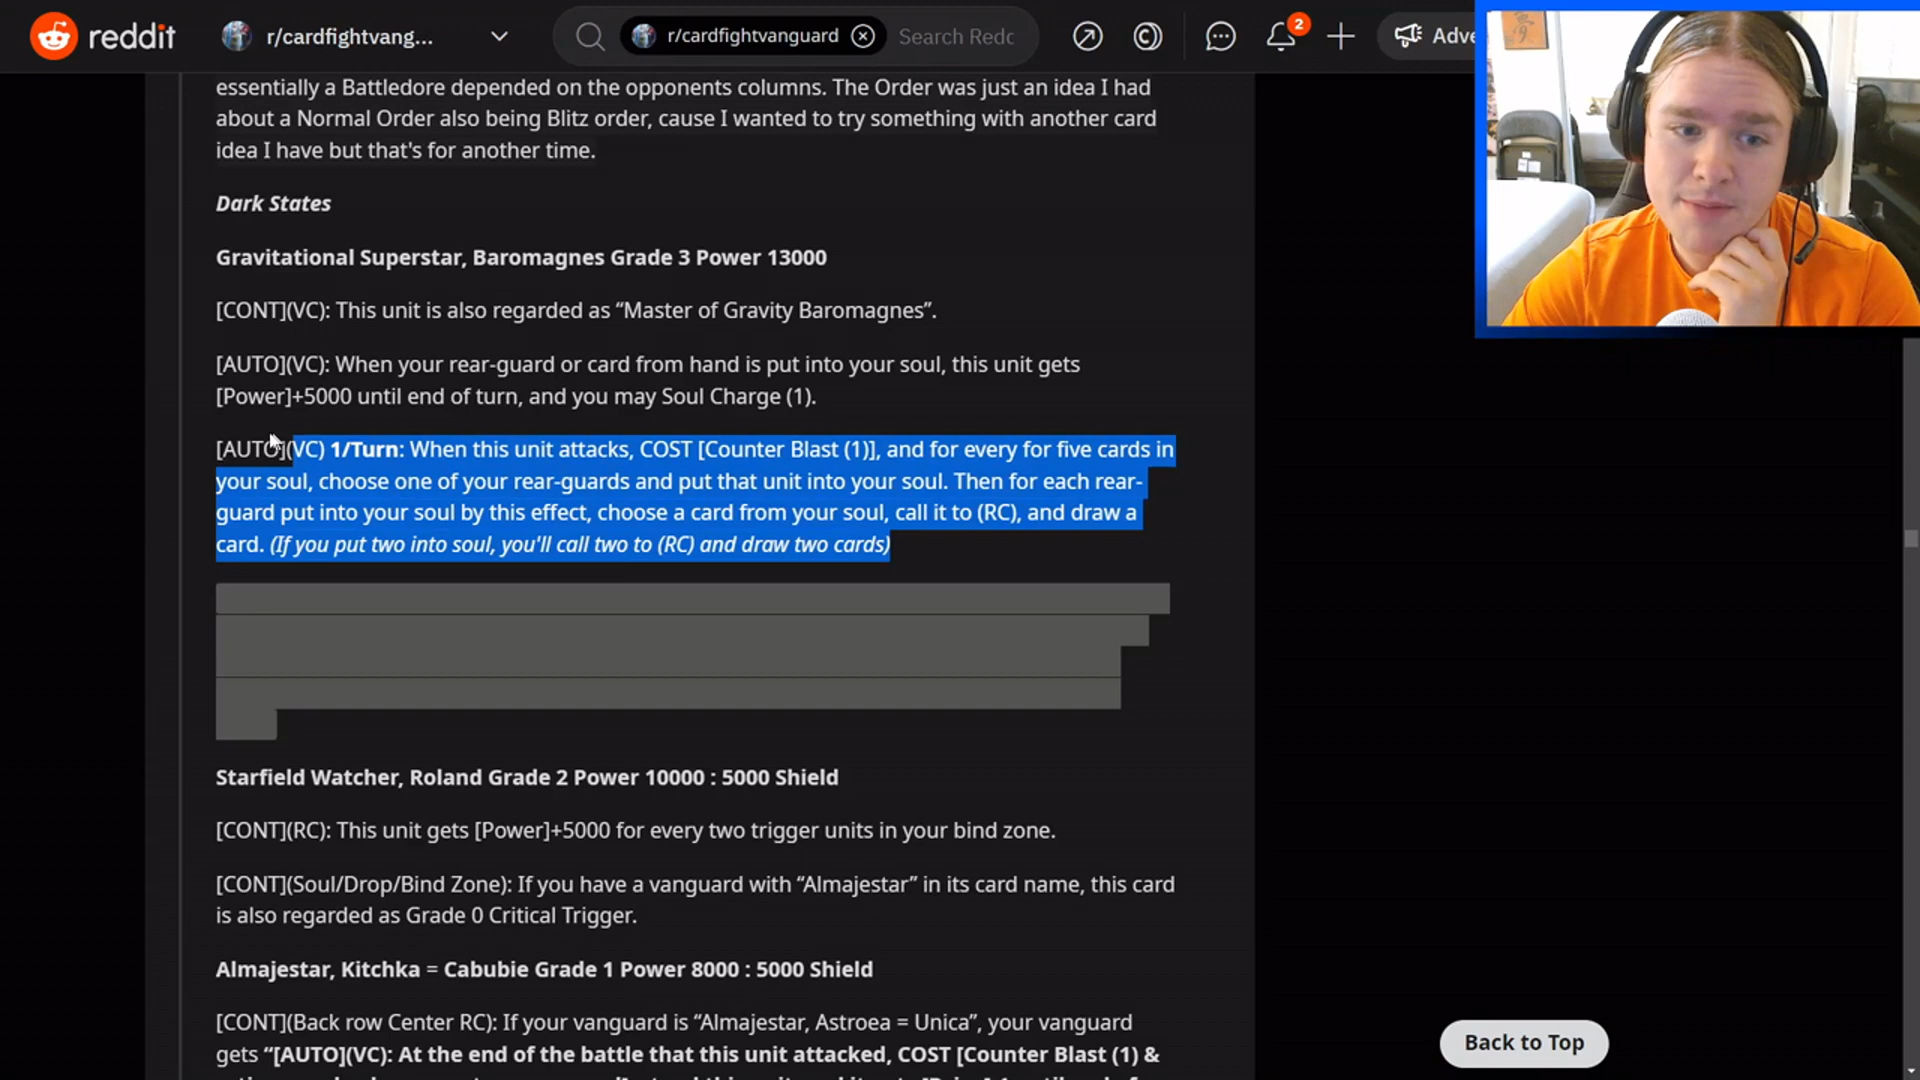 reddit
r/cardfightvang...
r/cardfightvanguard
Search Redc
2
Adve
essentially a Battledore depended on the opponents columns. The Order was just an idea I had
about a Normal Order also being Blitz order, cause I wanted to try something with another card
idea I have but that's for another time.
Dark States
Gravitational Superstar, Baromagnes Grade 3 Power 13000
[CONT](VC): This unit is also regarded as “Master of Gravity Baromagnes”.
[AUTO](VC): When your rear-guard or card from hand is put into your soul, this unit gets
[Power]+5000 until end of turn, and you may Soul Charge (1).
[AUTO](VC) 1/Turn: When this unit attacks, COST [Counter Blast (1)], and for every for five cards in
your soul, choose one of your rear-guards and put that unit into your soul. Then for each rear-
guard put into your soul by this effect, choose a card from your soul, call it to (RC), and draw a
card. (If you put two into soul, you'll call two to (RC) and draw two cards)
Starfield Watcher, Roland Grade 2 Power 10000 : 5000 Shield
[CONT](RC): This unit gets [Power]+5000 for every two trigger units in your bind zone.
[CONT](Soul/Drop/Bind Zone): If you have a vanguard with “Almajestar” in its card name, this card
is also regarded as Grade 0 Critical Trigger.
Almajestar, Kitchka = Cabubie Grade 1 Power 8000 : 5000 Shield
[CONT](Back row Center RC): If your vanguard is “Almajestar, Astroea = Unica”, your vanguard
gets “[AUTO](VC): At the end of the battle that this unit attacked, COST [Counter Blast (1) &
Back to Top